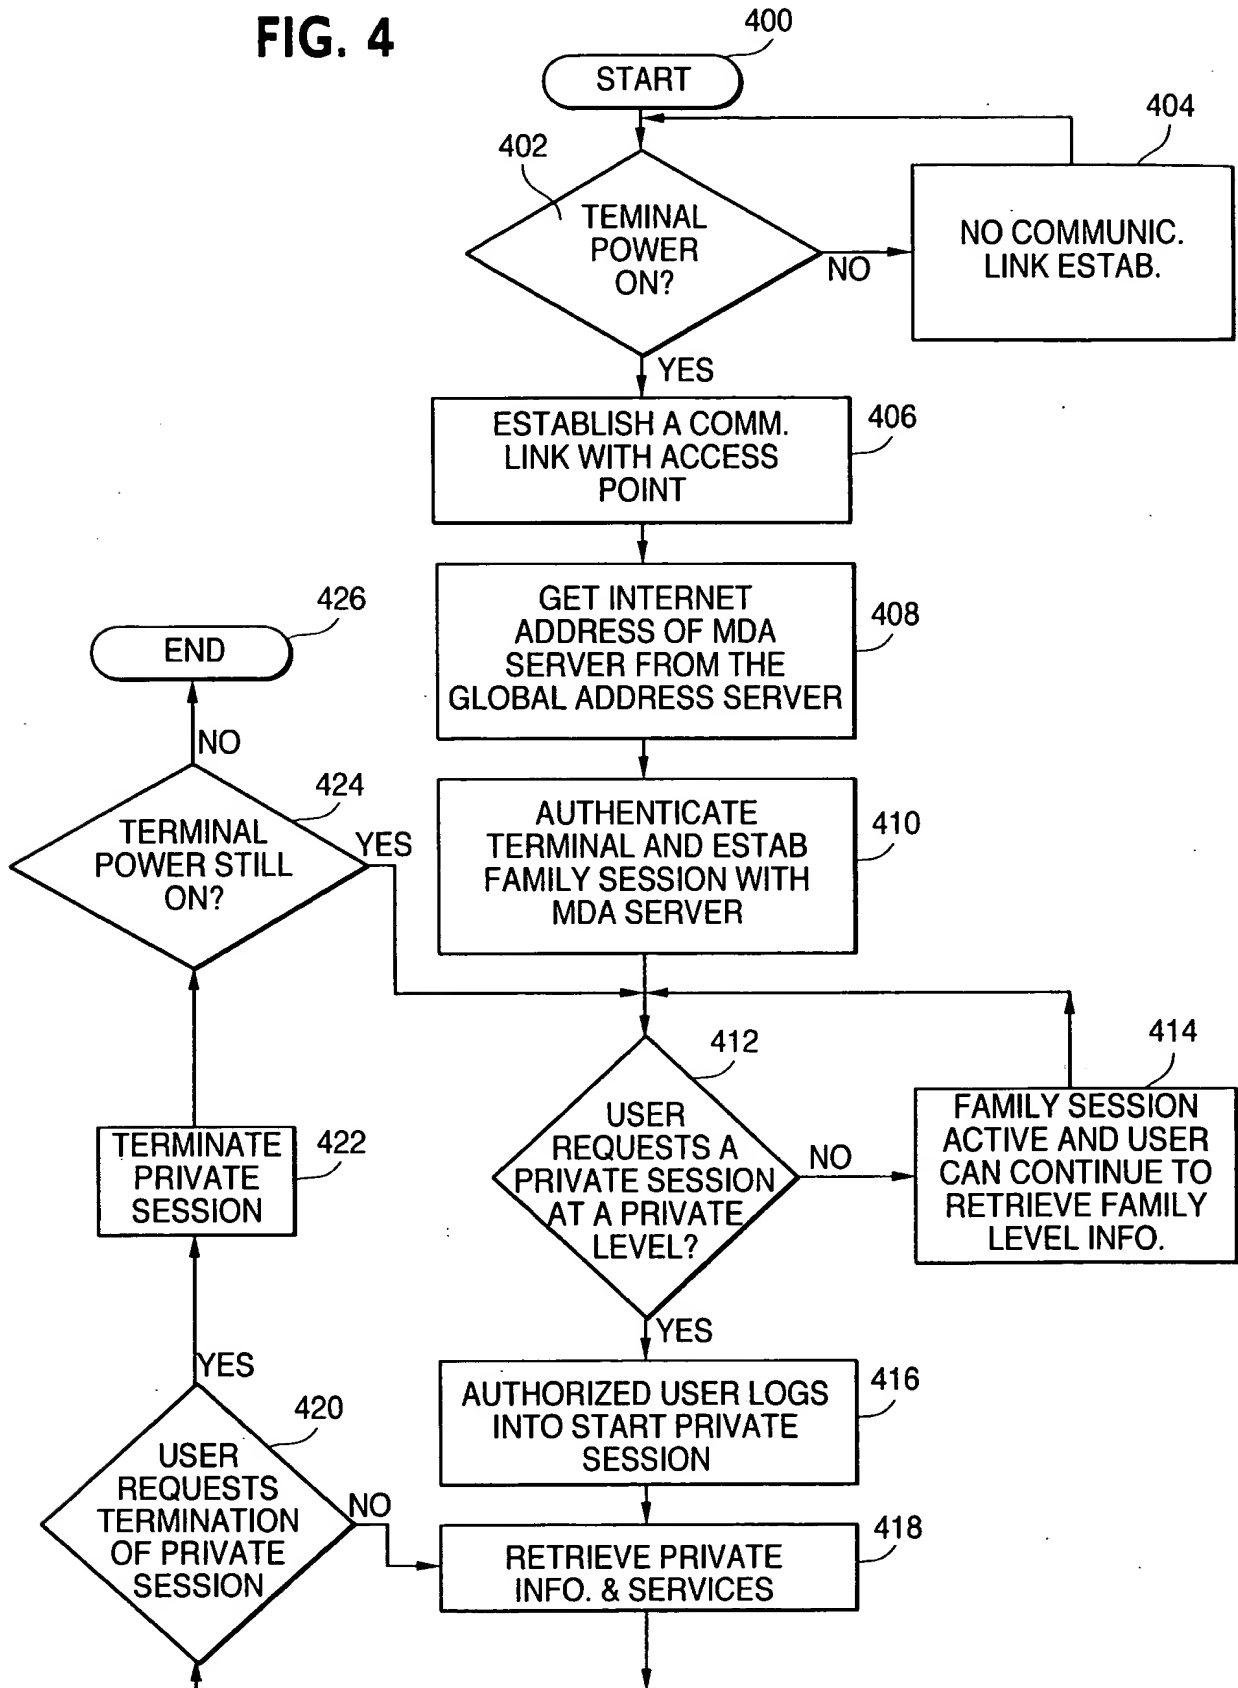 FIG. 4
400
START
404
402
TEMINAL
POWER
ON?
NO
NO COMMUNIC.
LINK ESTAB.
YES
ESTABLISH A COMM.
LINK WITH ACCESS
POINT
406
GET INTERNET
ADDRESS OF MDA
SERVER FROM THE
GLOBAL ADDRESS SERVER
408
426
END
NO
424
TERMINAL
POWER STILL
ON?
YES
AUTHENTICATE
TERMINAL AND ESTAB
FAMILY SESSION WITH
MDA SERVER
410
412
USER
REQUESTS A
PRIVATE SESSION
AT A PRIVATE
LEVEL?
NO
414
FAMILY SESSION
ACTIVE AND USER
CAN CONTINUE TO
RETRIEVE FAMILY
LEVEL INFO.
TERMINATE
PRIVATE
SESSION
422
YES
AUTHORIZED USER LOGS
INTO START PRIVATE
SESSION
416
YES
420
USER
REQUESTS
TERMINATION
OF PRIVATE
SESSION
NO
RETRIEVE PRIVATE
INFO. & SERVICES
418